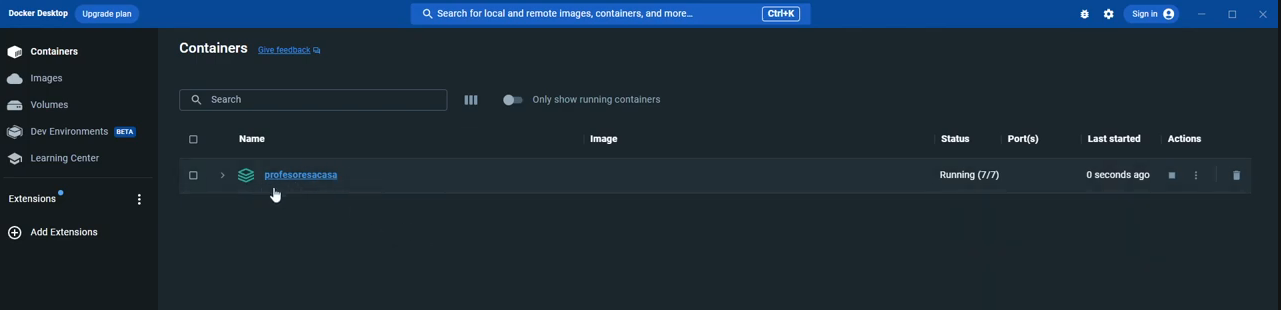 Docker Desktop Upgrade plan Search for local and remote images, containers, and more... Ctrl+K Sign in
Containers
Images
Volumes
Dev Environments BETA
Learning Center
Extensions
Add Extensions
Containers Give feedback
Search Only show running containers
Name Image Status Port(s) Last started Actions
profesoresacasa Running (7/7) 0 seconds ago